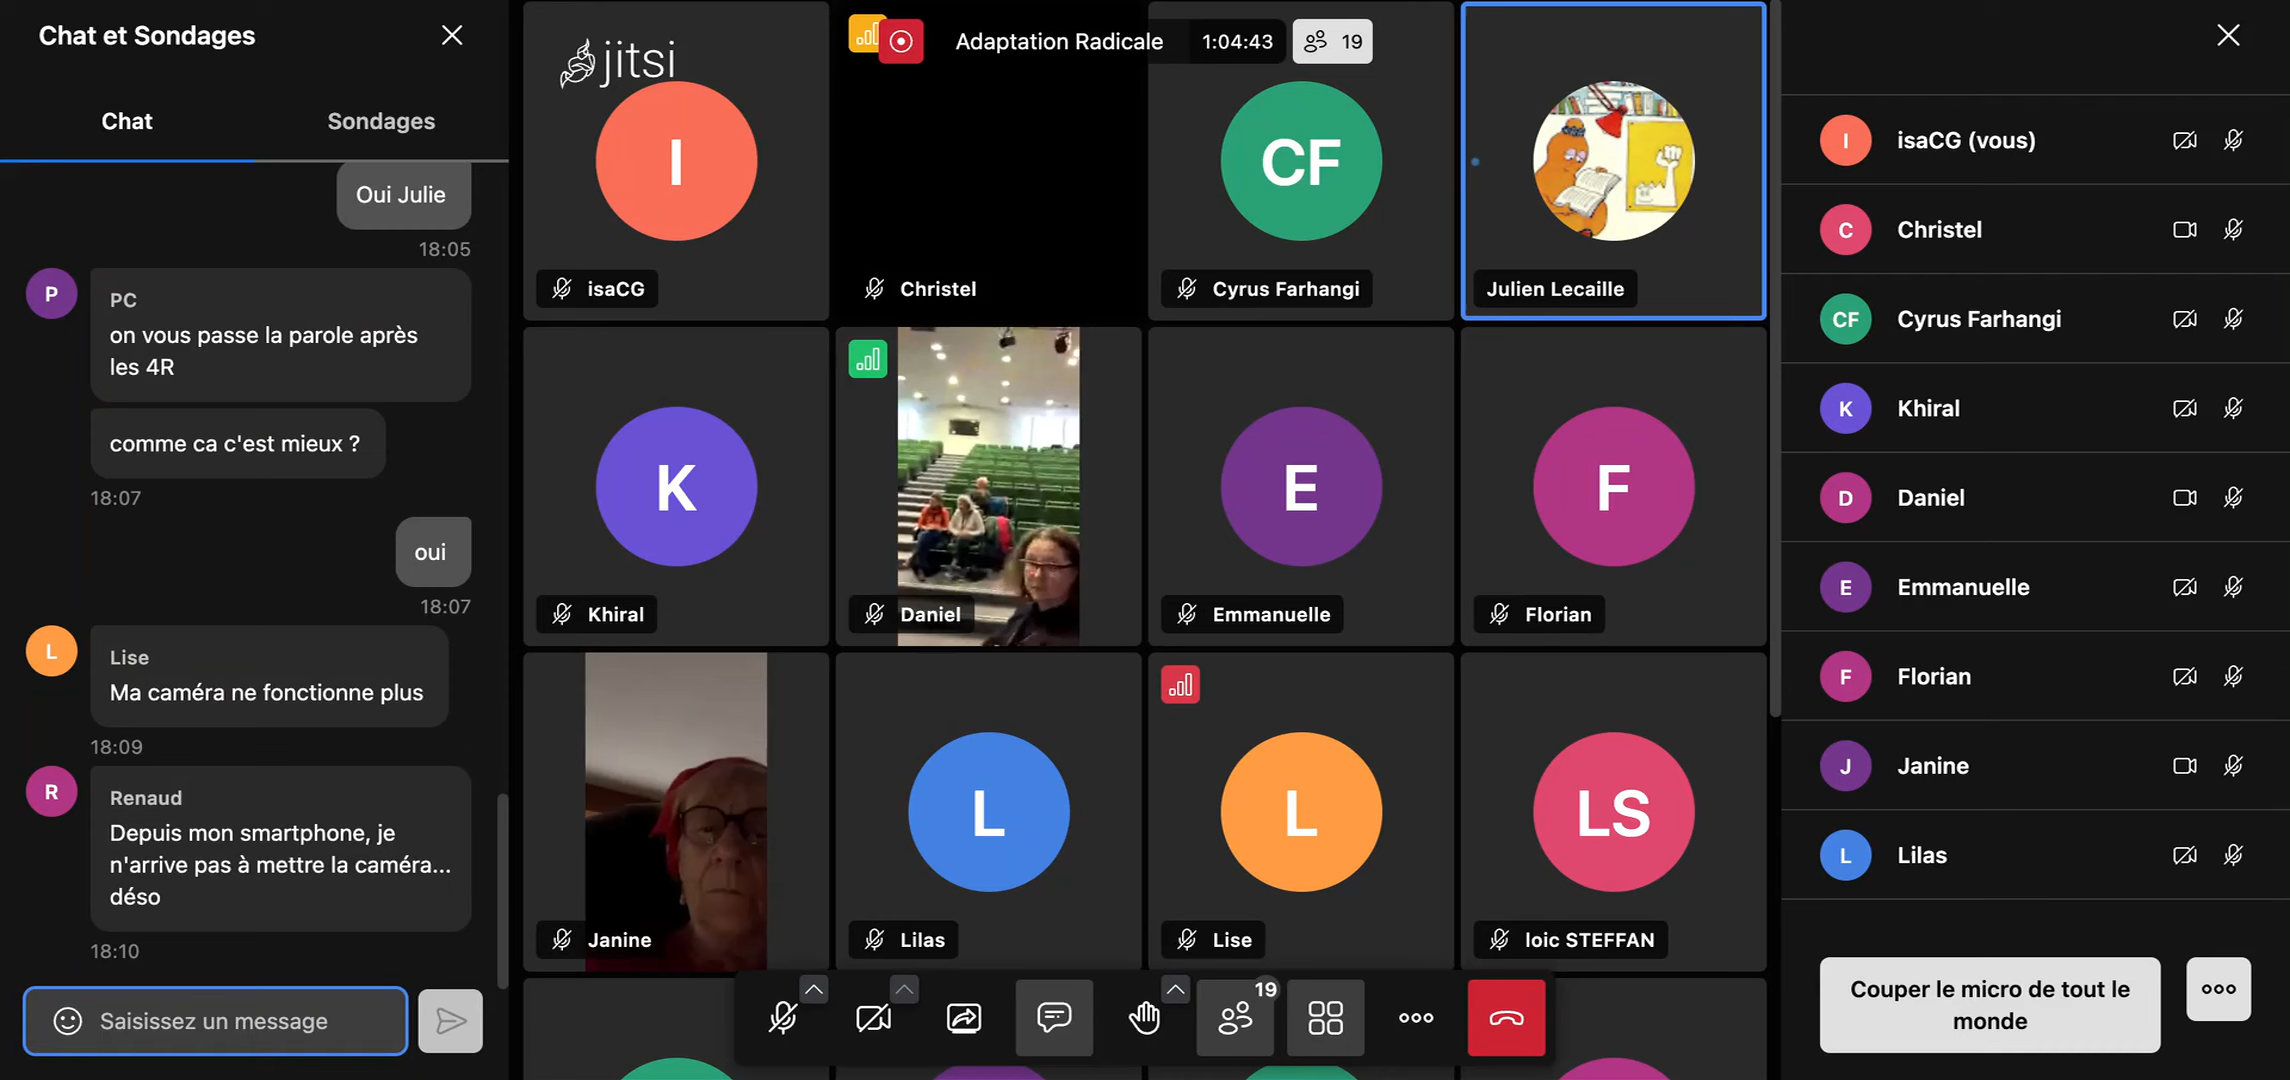 Chat et Sondages
Chat
Sondages
Oui Julie
18:05
P
PC
on vous passe la parole après
les 4R
comme ca c'est mieux ?
18:07
oui
18:07
L
Lise
Ma caméra ne fonctionne plus
18:09
R
Renaud
Depuis mon smartphone, je
n'arrive pas à mettre la caméra...
déso
18:10
Saisissez un message
jitsi
Adaptation Radicale
1:04:43
19
I
isaCG
Christel
CF
Cyrus Farhangi
Julien Lecaille
K
Khiral
Daniel
E
Emmanuelle
F
Florian
Janine
L
Lilas
L
Lise
LS
loic STEFFAN
19
I
isaCG (vous)
C
Christel
CF
Cyrus Farhangi
K
Khiral
D
Daniel
E
Emmanuelle
F
Florian
J
Janine
L
Lilas
Couper le micro de tout le
monde